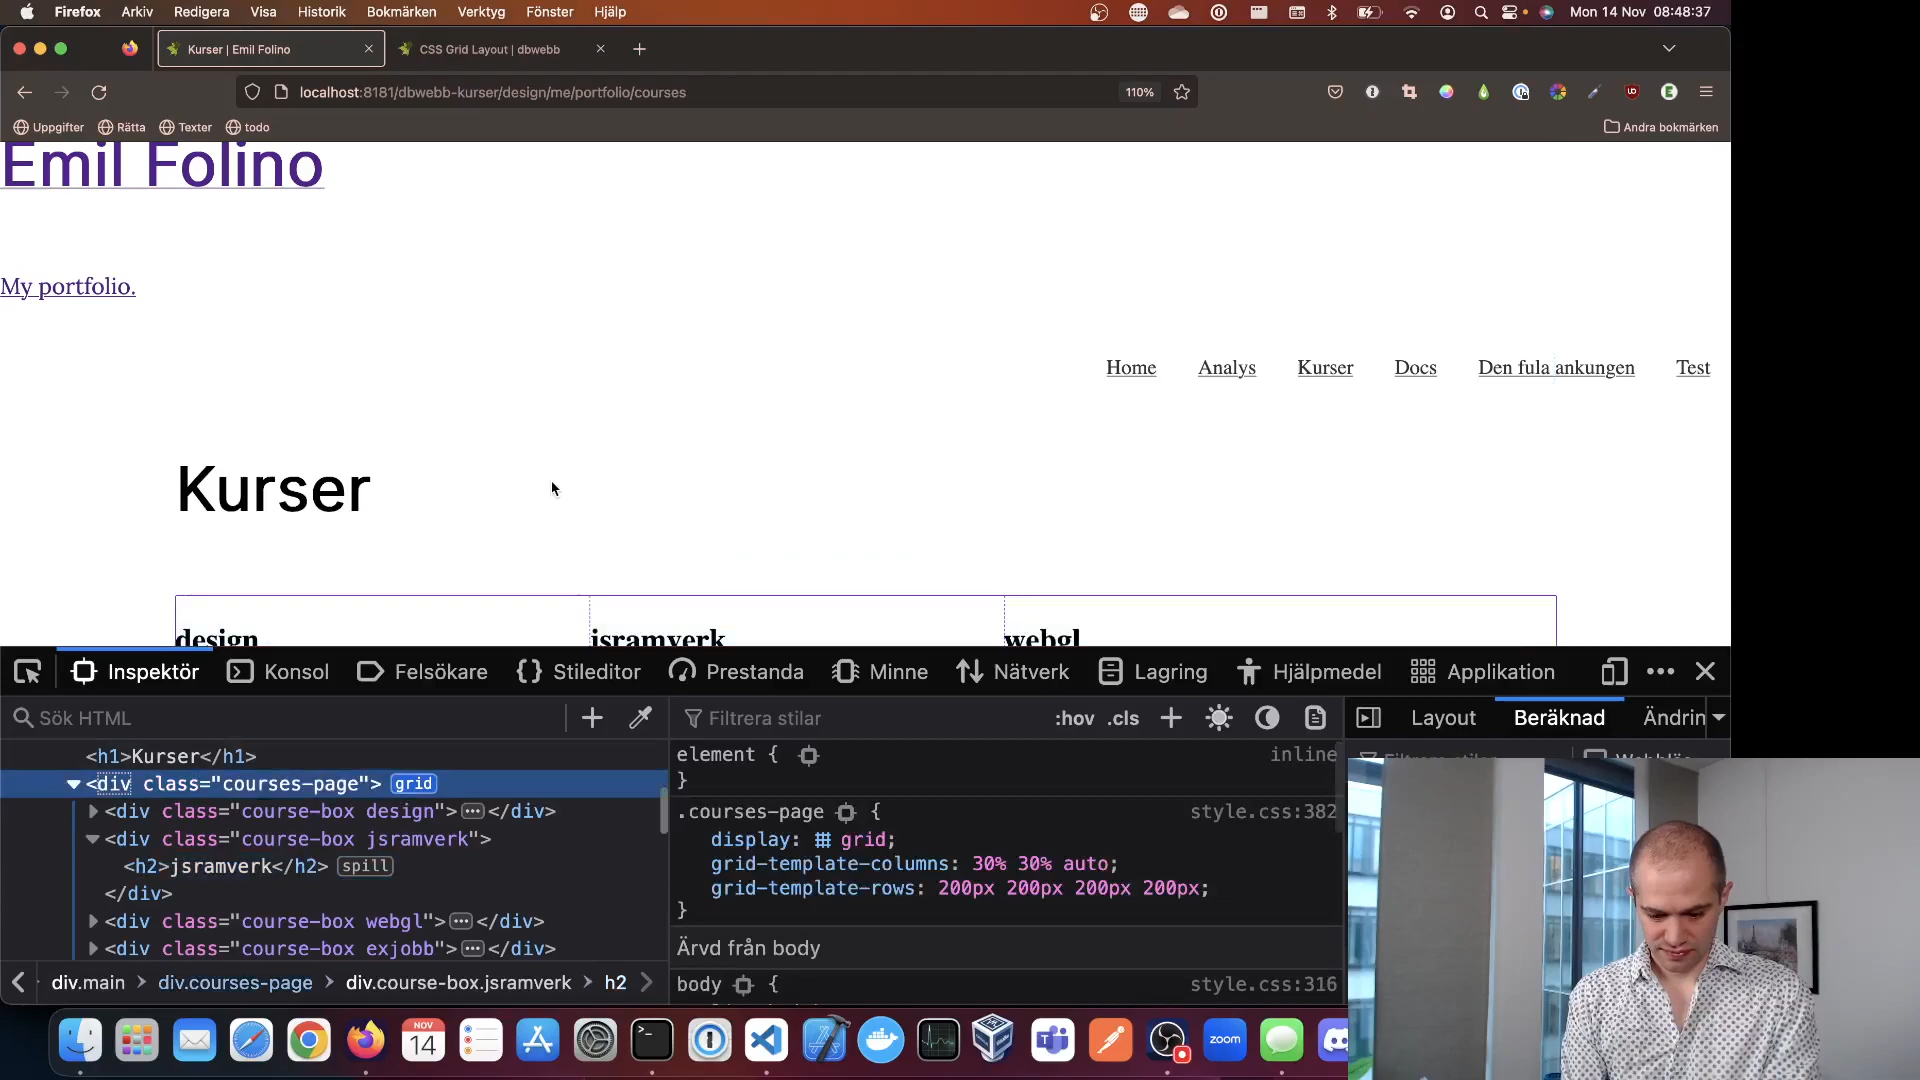 Firefox Arkiv Redigera Visa Historik Bokmärken Verktyg Fönster Hjälp Mon 14 Nov 08:48:37
Kurser | Emil Folino
CSS Grid Layout | dbwebb
localhost:8181/dbwebb-kurser/design/me/portfolio/courses 110%
Uppgifter Rätta Texter todo Andra bokmärken
Emil Folino
My portfolio.
Home Analys Kurser Docs Den fula ankungen Test
Kurser
design jsramverk webgl
Inspektör Konsol Felsökare Stileditor Prestanda Minne Nätverk Lagring Hjälpmedel Applikation
Sök HTML
<h1>Kurser</h1>
<div class="courses-page"> grid
<div class="course-box design"> </div>
<div class="course-box jsramverk">
<h2>jsramverk</h2> spill
</div>
<div class="course-box webgl"> </div>
<div class="course-box exjobb"> </div>
div.main div.courses-page div.course-box.jsramverk h2
Filtrera stilar :hov .cls
element { inline
}
.courses-page { style.css:382
display: grid;
grid-template-columns: 30% 30% auto;
grid-template-rows: 200px 200px 200px 200px;
}
Ärvd från body
body { style.css:316
Layout Beräknad Ändrin
NOV
14
zoom